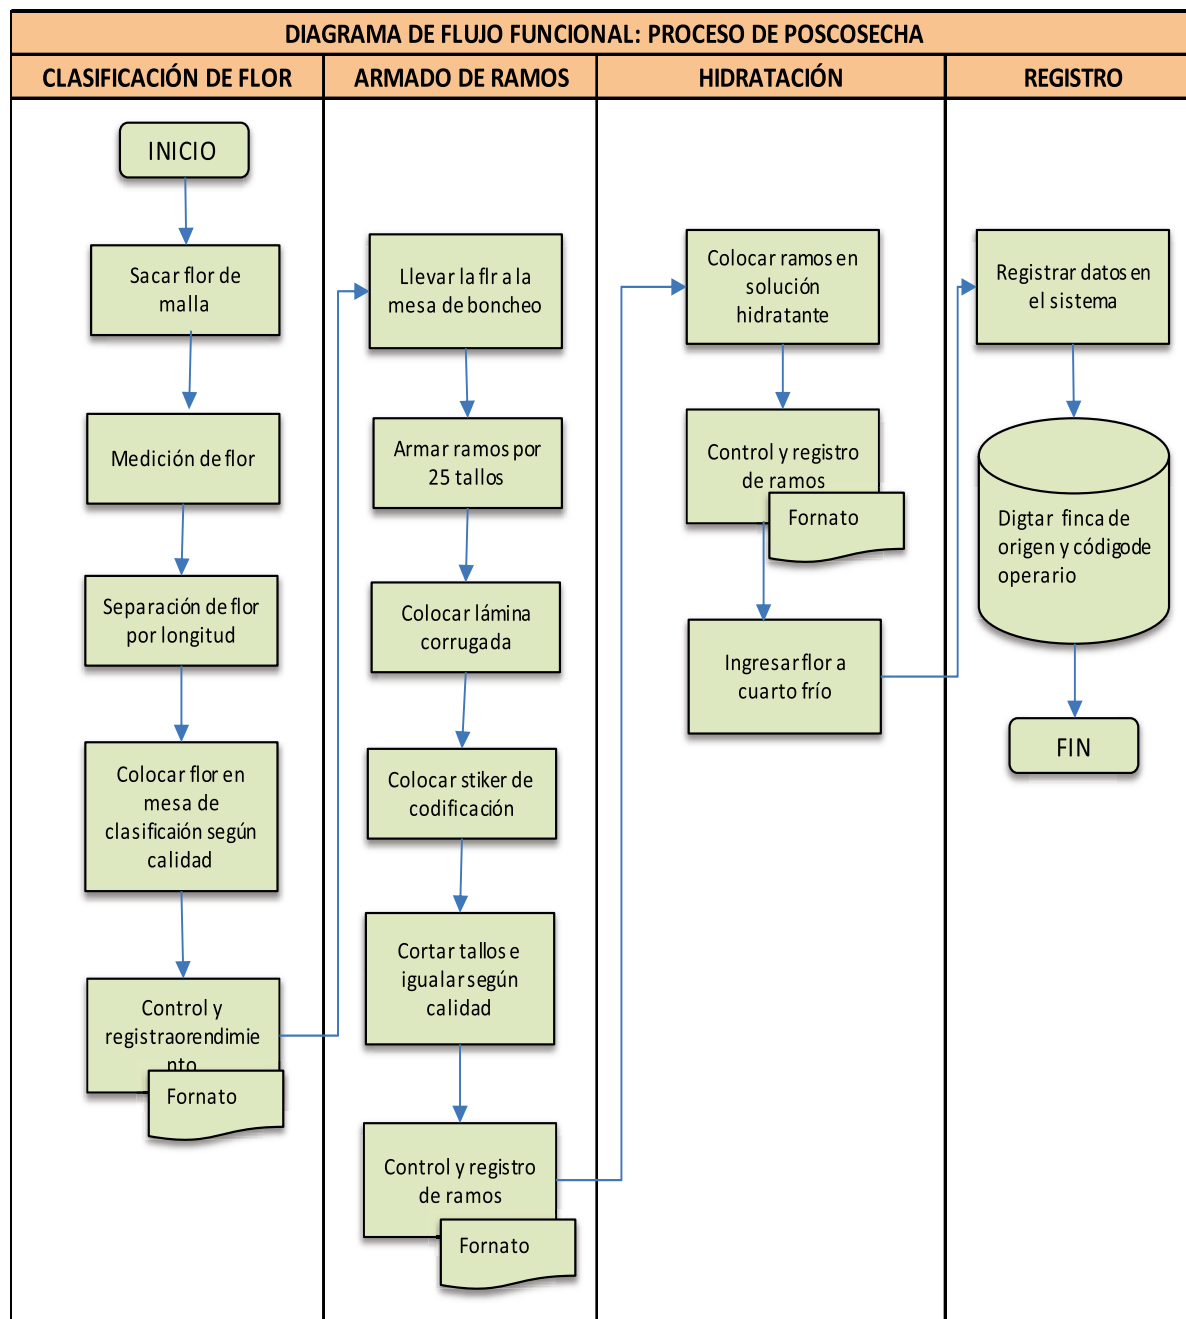 DIAGRAMA DE FLUJO FUNCIONAL: PROCESO DE POSCOSECHA
CLASIFICACIÓN DE FLOR
ARMADO DE RAMOS
HIDRATACIÓN
REGISTRO
INICIO
Sacar flor de
malla
Medición de flor
Separación de flor
por longitud
Colocar flor en
mesa de
clasificaión según
calidad
Control y
registraorendimie
nto
Fornato
Llevar la flr a la
mesa de boncheo
Armar ramos por
25 tallos
Colocar lámina
corrugada
Colocar stiker de
codificación
Cortar tallos e
igualar según
calidad
Control y registro
de ramos
Fornato
Colocar ramos en
solución
hidratante
Control y registro
de ramos
Fornato
Ingresar flor a
cuarto frío
Registrar datos en
el sistema
Digtar finca de
origen y códigode
operario
FIN